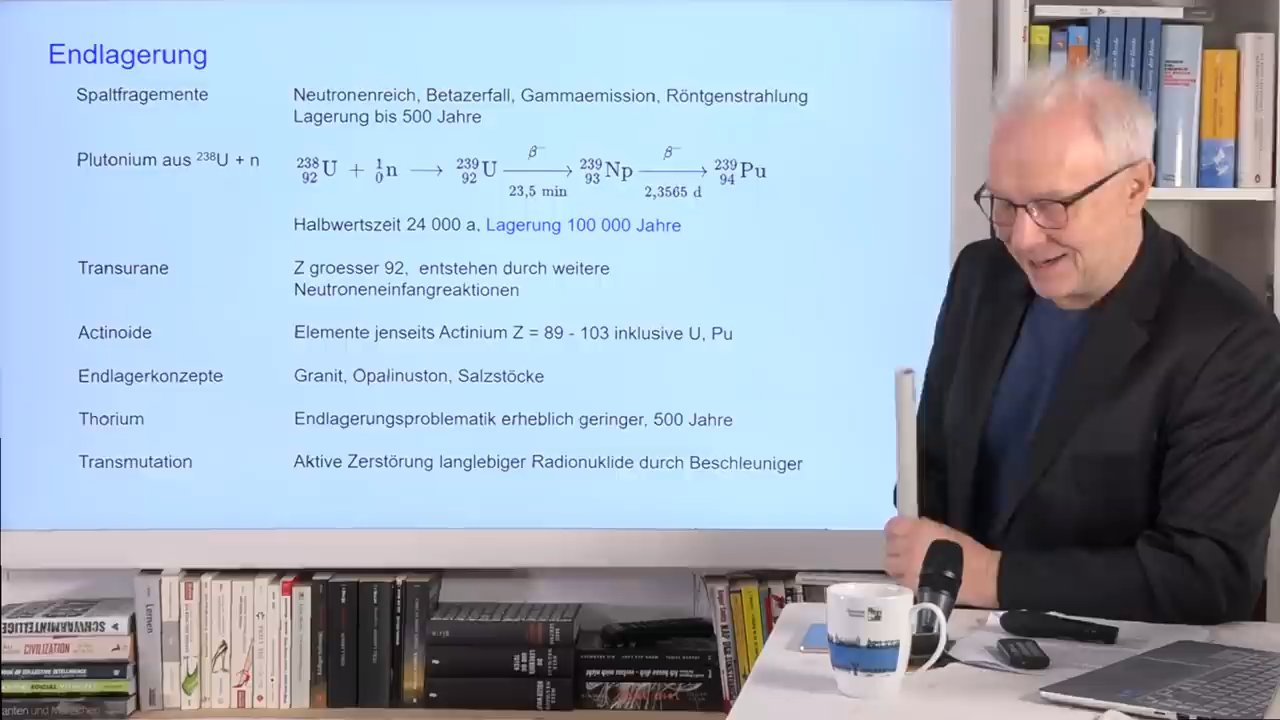 Endlagerung
Spaltfragemente Neutronenreich, Betazerfall, Gammaemission, Röntgenstrahlung
Lagerung bis 500 Jahre
Plutonium aus ²³⁸U + n ²³⁸₉₂U + ¹₀n ⟶ ²³⁹₉₂U β⁻ ⟶ 23,5 min ²³⁹₉₃Np β⁻ ⟶ 2,3565 d ²³⁹₉₄Pu
Halbwertszeit 24 000 a, Lagerung 100 000 Jahre
Transurane Z groesser 92, entstehen durch weitere
Neutroneneinfangreaktionen
Actinoide Elemente jenseits Actinium Z = 89 - 103 inklusive U, Pu
Endlagerkonzepte Granit, Opalinuston, Salzstöcke
Thorium Endlagerungsproblematik erheblich geringer, 500 Jahre
Transmutation Aktive Zerstörung langlebiger Radionuklide durch Beschleuniger
Lernen
SCHWARMINTELLIGE
CIVILIZATION